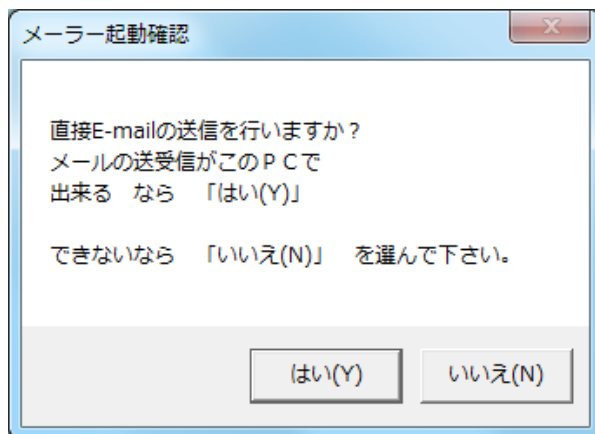 メーラー起動確認
直接E-mailの送信を行いますか？
メールの送受信がこのＰＣで
出来る　なら　「はい(Y)」
できないなら　「いいえ(N)」　を選んで下さい。
はい(Y)
いいえ(N)